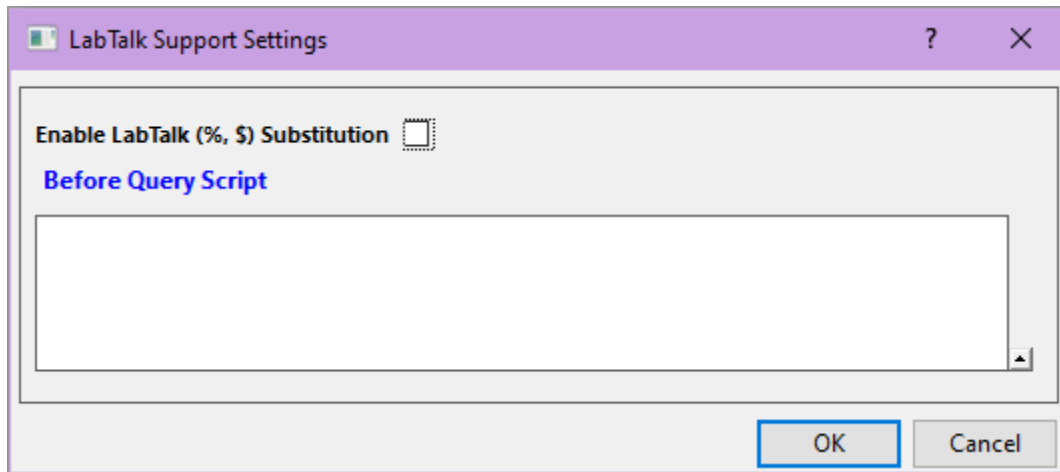 LabTalk Support Settings ?
Enable LabTalk (%, $) Substitution
Before Query Script
OK Cancel